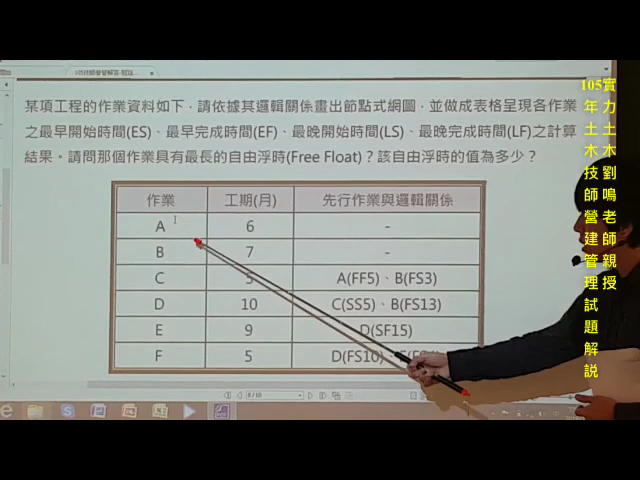 某項工程的作業資料如下，請依據其邏輯關係畫出節點式網圖，並做成表格呈現各作業
之最早開始時間(ES)、最早完成時間(EF)、最晚開始時間(LS)、最晚完成時間(LF)之計算
結果。請問那個作業具有最長的自由浮時(Free Float)？該自由浮時的值為多少？
作業 工期(月) 先行作業與邏輯關係
A 6 -
B 7 -
C 5 A(FF5)、B(FS3)
D 10 C(SS5)、B(FS13)
E 9 D(SF15)
F 5 D(FS10)、
8 / 10
實力土木劉鳴老師親授
105年土木技師營建管理試題解說